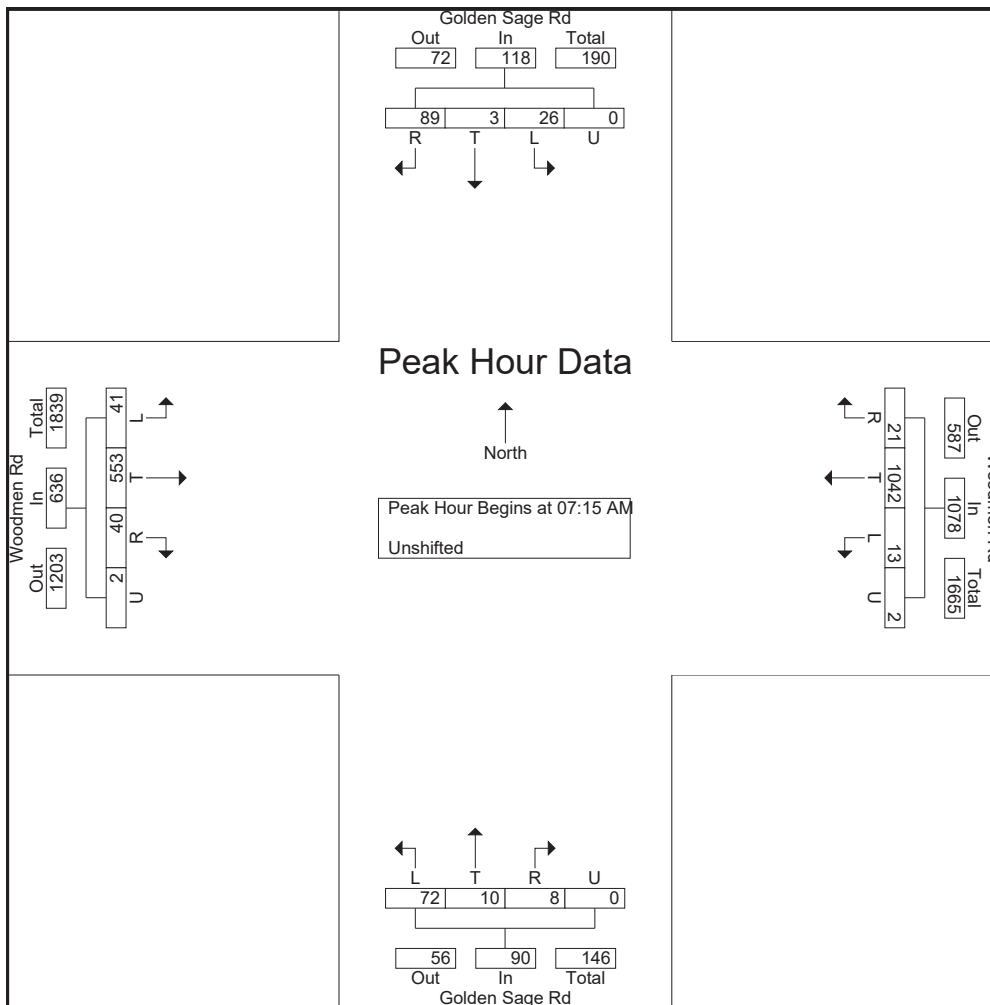 Golden Sage Rd
Out In Total
72 118 190
89 3 26 0
R T L U
Peak Hour Data
North
Peak Hour Begins at 07:15 AM
Unshifted
Woodmen Rd
Out In Total
1203 636 1839
41 553 40 2
L T R U
R T L U
21 1042 13 2
Out In Total
587 1078 1665
Woodmen Rd
L T R U
72 10 8 0
56 90 146
Out In Total
Golden Sage Rd